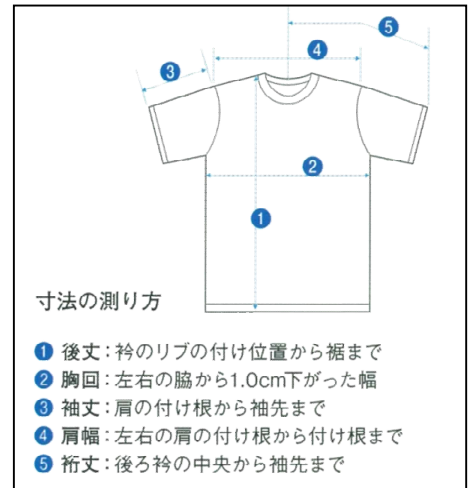 5
4
3
2
1
寸法の測り方
1 後丈：衿のリブの付け位置から裾まで
2 胸回：左右の脇から1.0cm下がった幅
3 袖丈：肩の付け根から袖先まで
4 肩幅：左右の肩の付け根から付け根まで
5 裄丈：後ろ衿の中央から袖先まで